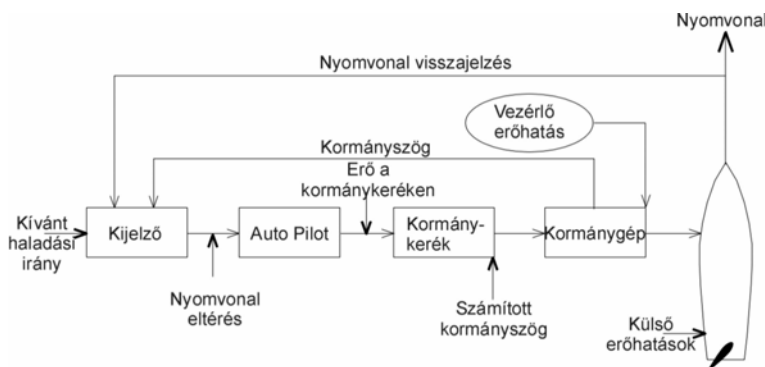 Nyomvonal
Nyomvonal visszajelzés
Vezérlő
erőhatás
Kormányszög
Erő a
kormánykeréken
Kívánt
haladási
irány
Kijelző
Auto Pilot
Kormány-
kerék
Kormánygép
Nyomvonal
eltérés
Számított
kormányszög
Külső
erőhatások